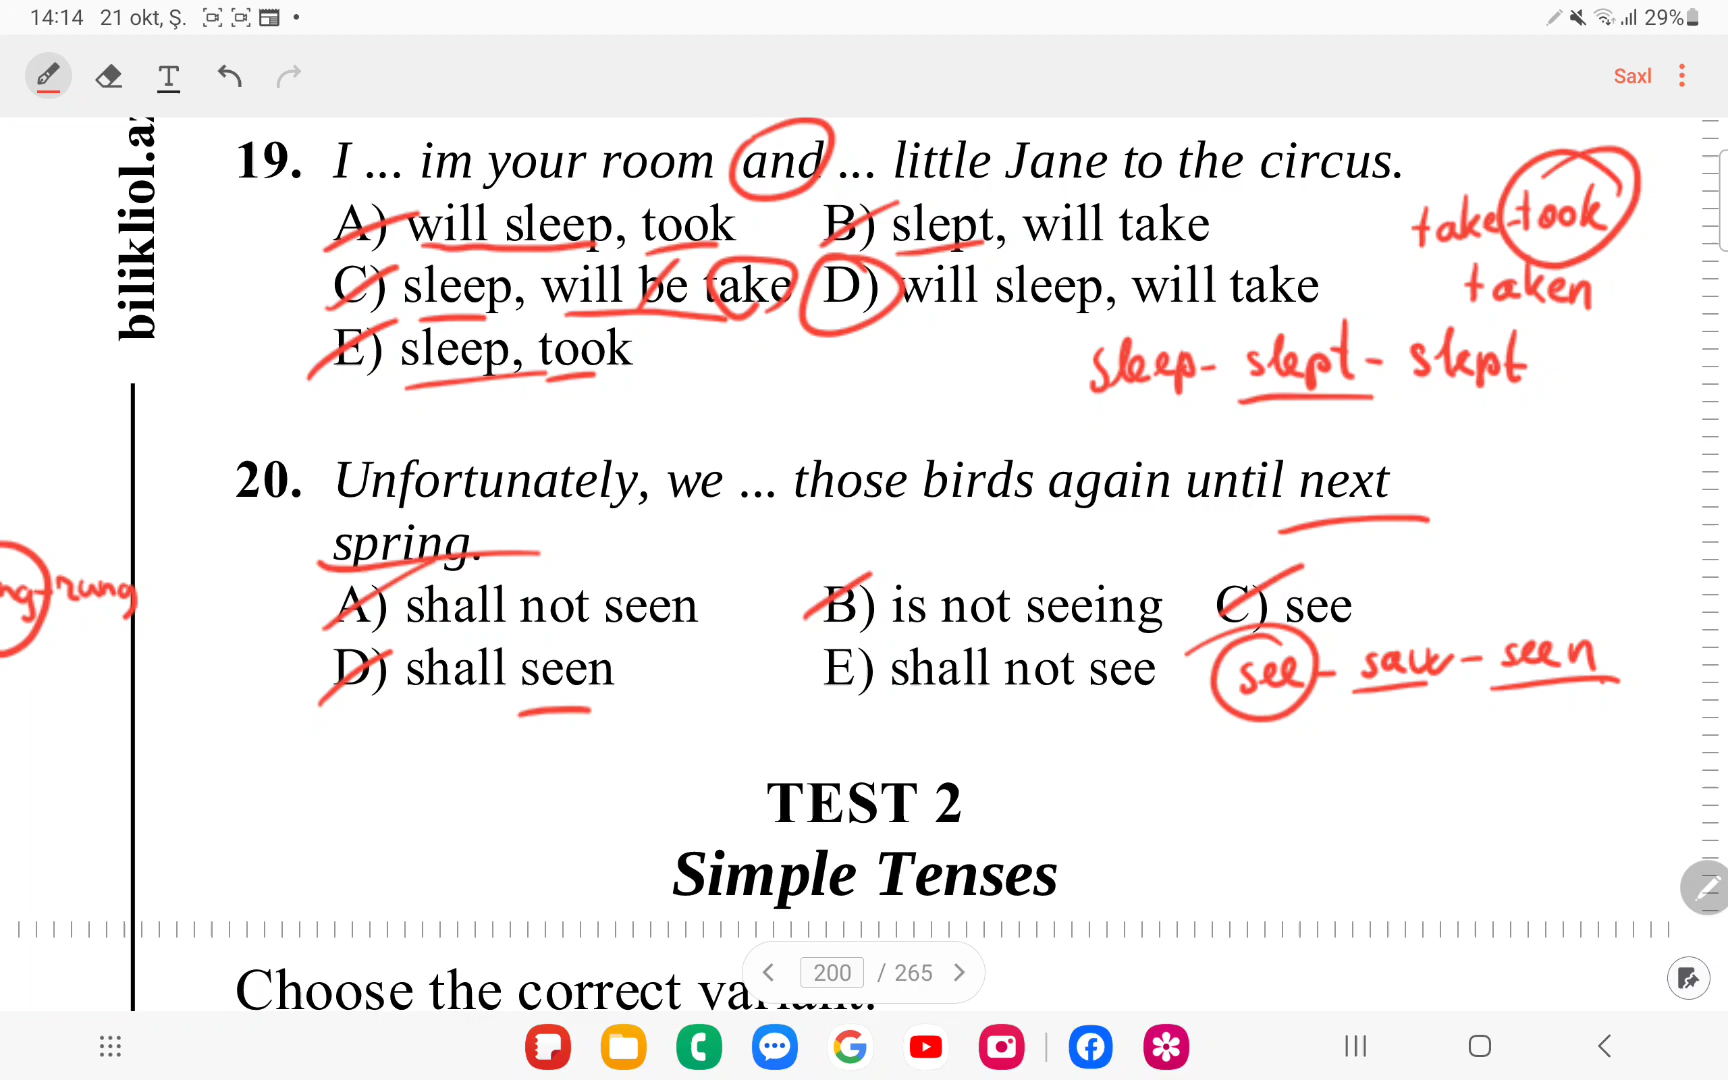 14:14 21 okt, Ş. 29%
Saxl
bilikliol.a
19. I ... im your room and ... little Jane to the circus.
A) will sleep, took B) slept, will take
C) sleep, will be take D) will sleep, will take
E) sleep, took
take-took
taken
sleep- slept- slept
20. Unfortunately, we ... those birds again until next
spring.
A) shall not seen B) is not seeing C) see
D) shall seen E) shall not see
see - saw - seen
ng-rung
TEST 2
Simple Tenses
Choose the correct variant.
200 / 265